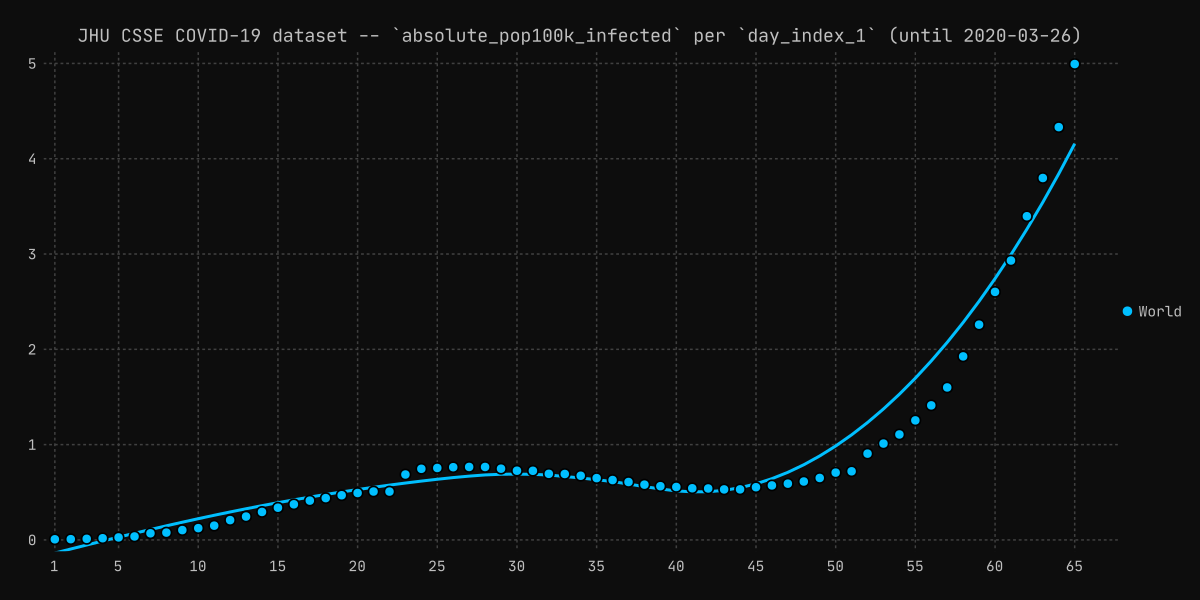 JHU CSSE COVID-19 dataset -- `absolute_pop100k_infected` per `day_index_1` (until 2020-03-26)
5
4
3
2
1
0
World
1 5 10 15 20 25 30 35 40 45 50 55 60 65